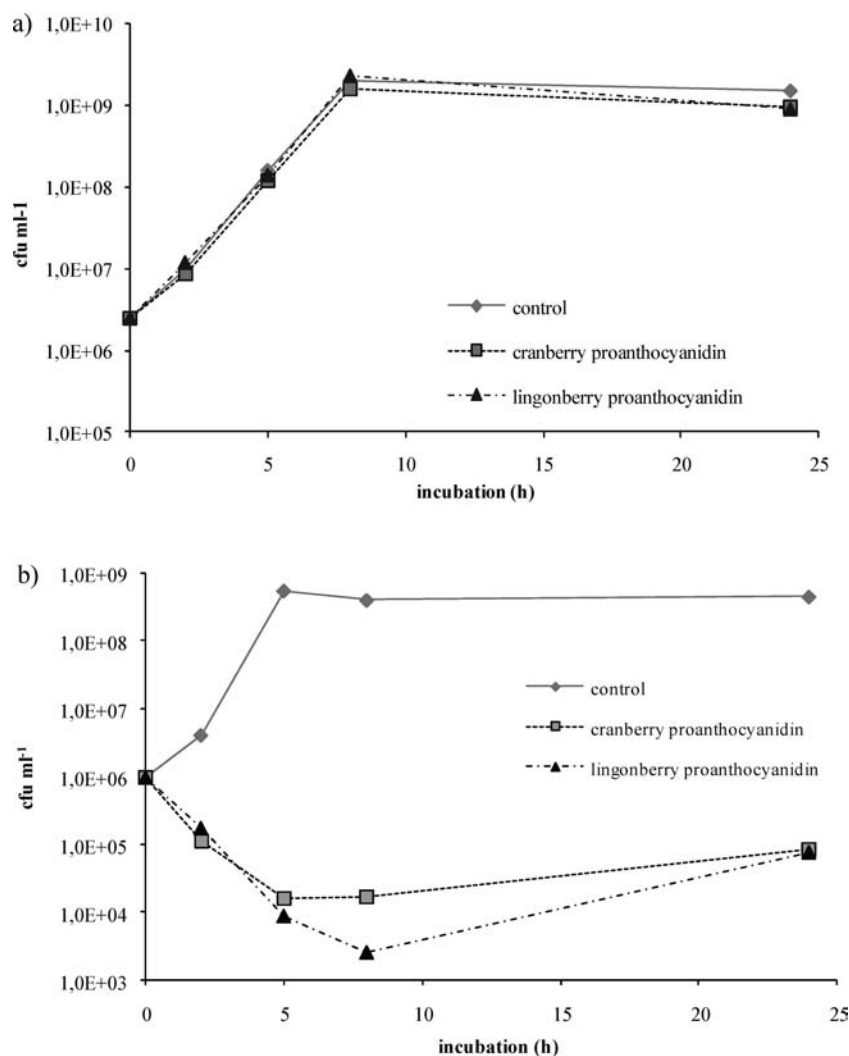 a)
1,0E+10
1,0E+09
1,0E+08
1,0E+07
1,0E+06
1,0E+05
cfu ml-1
control
cranberry proanthocyanidin
lingonberry proanthocyanidin
0 5 10 15 20 25
incubation (h)
b)
1,0E+09
1,0E+08
1,0E+07
1,0E+06
1,0E+05
1,0E+04
1,0E+03
cfu ml⁻¹
control
cranberry proanthocyanidin
lingonberry proanthocyanidin
0 5 10 15 20 25
incubation (h)